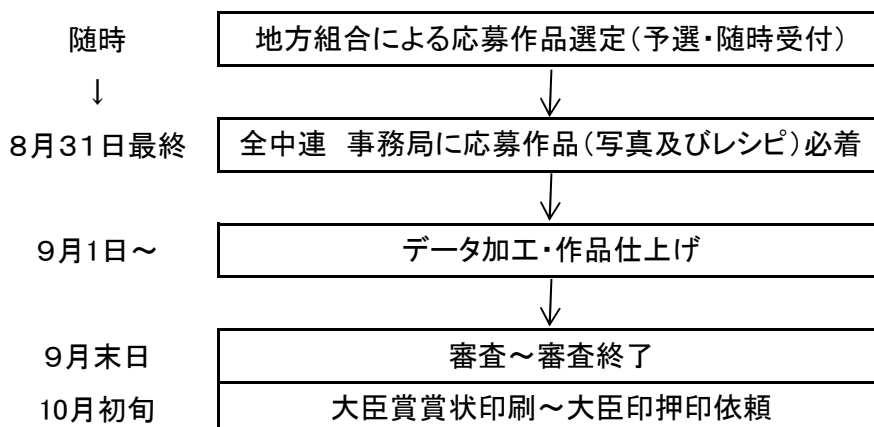 随時 地方組合による応募作品選定(予選・随時受付)
↓
8月31日最終 全中連 事務局に応募作品(写真及びレシピ)必着
9月1日~ データ加工・作品仕上げ
9月末日 審査~審査終了
10月初旬 大臣賞賞状印刷~大臣印押印依頼